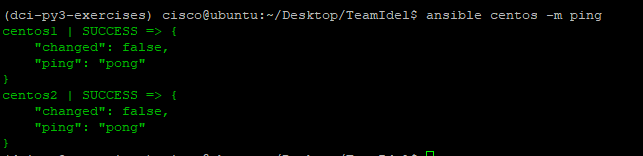 (dci-py3-exercises) cisco@ubuntu:~/Desktop/TeamIdel$ ansible centos -m ping
centos1 | SUCCESS => {
    "changed": false,
    "ping": "pong"
}
centos2 | SUCCESS => {
    "changed": false,
    "ping": "pong"
}